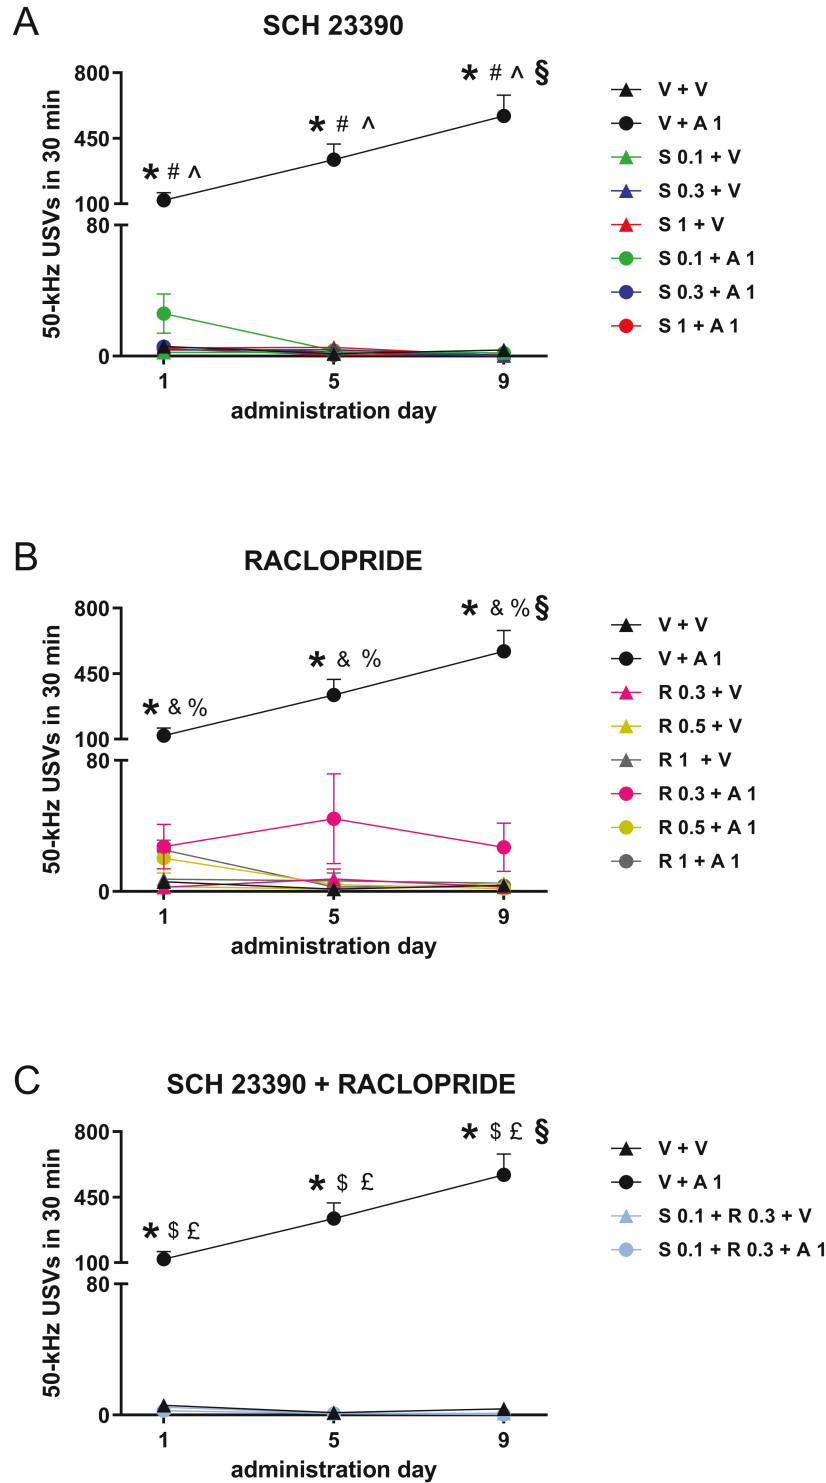 A
SCH 23390
50-kHz USVs in 30 min
800
450
100
80
0
* # ^
* # ^
* # ^ §
1 5 9
administration day
V + V
V + A 1
S 0.1 + V
S 0.3 + V
S 1 + V
S 0.1 + A 1
S 0.3 + A 1
S 1 + A 1
B
RACLOPRIDE
50-kHz USVs in 30 min
800
450
100
80
0
* & %
* & %
* & % §
1 5 9
administration day
V + V
V + A 1
R 0.3 + V
R 0.5 + V
R 1 + V
R 0.3 + A 1
R 0.5 + A 1
R 1 + A 1
C
SCH 23390 + RACLOPRIDE
50-kHz USVs in 30 min
800
450
100
80
0
* $ £
* $ £
* $ £ §
1 5 9
administration day
V + V
V + A 1
S 0.1 + R 0.3 + V
S 0.1 + R 0.3 + A 1